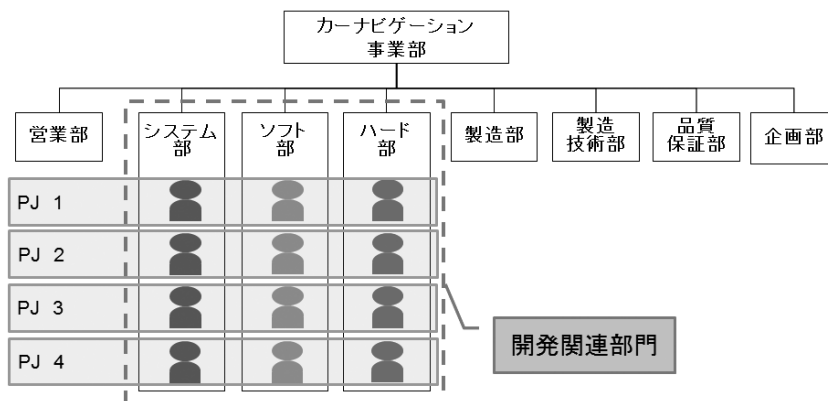 カーナビゲーション
事業部
営業部
システム
部
ソフト
部
ハード
部
製造部
製造
技術部
品質
保証部
企画部
PJ 1
PJ 2
PJ 3
PJ 4
開発関連部門